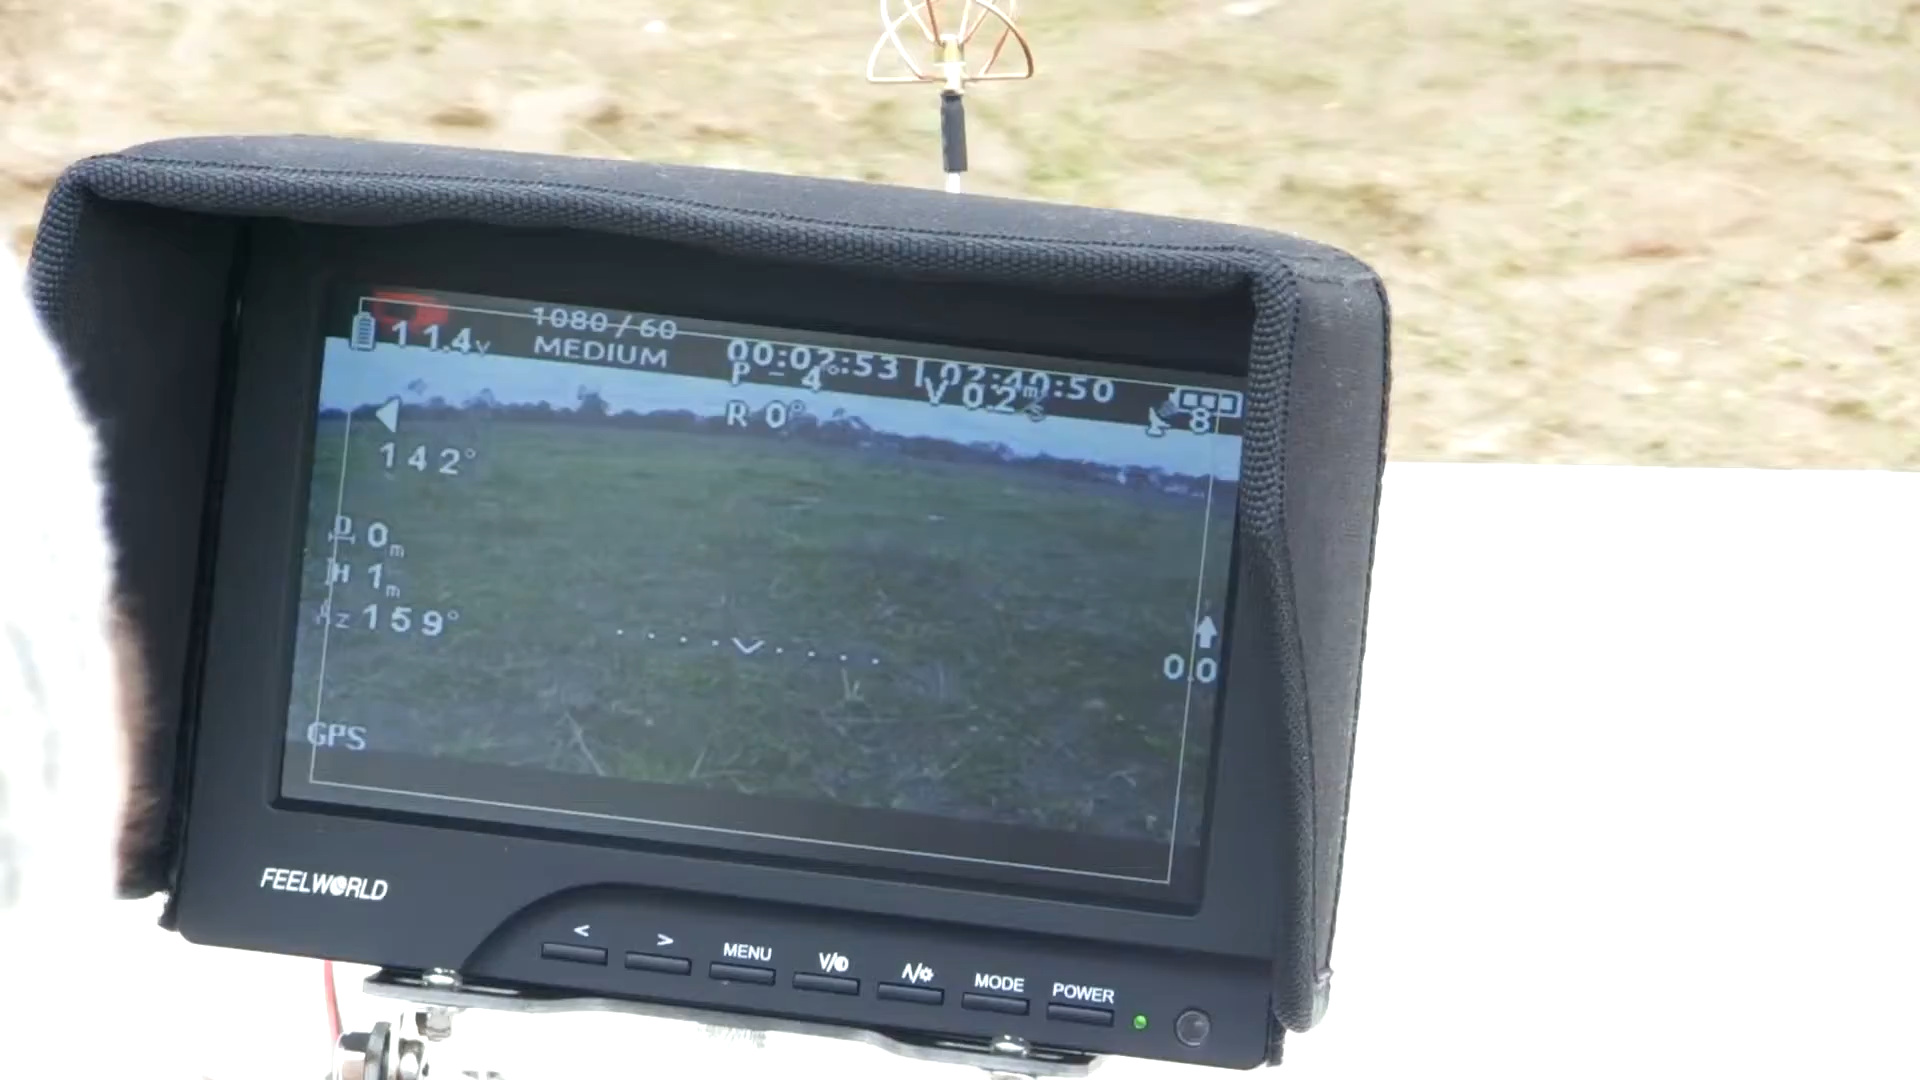 11.4V
1080/60
MEDIUM
00:02:53 | 02:40:50
P - 4°
V 0.2 m/s
R 0°
8
142°
D 0m
H 1m
159°
0.0
GPS
FEELWORLD
< > MENU V/ Λ/ MODE POWER